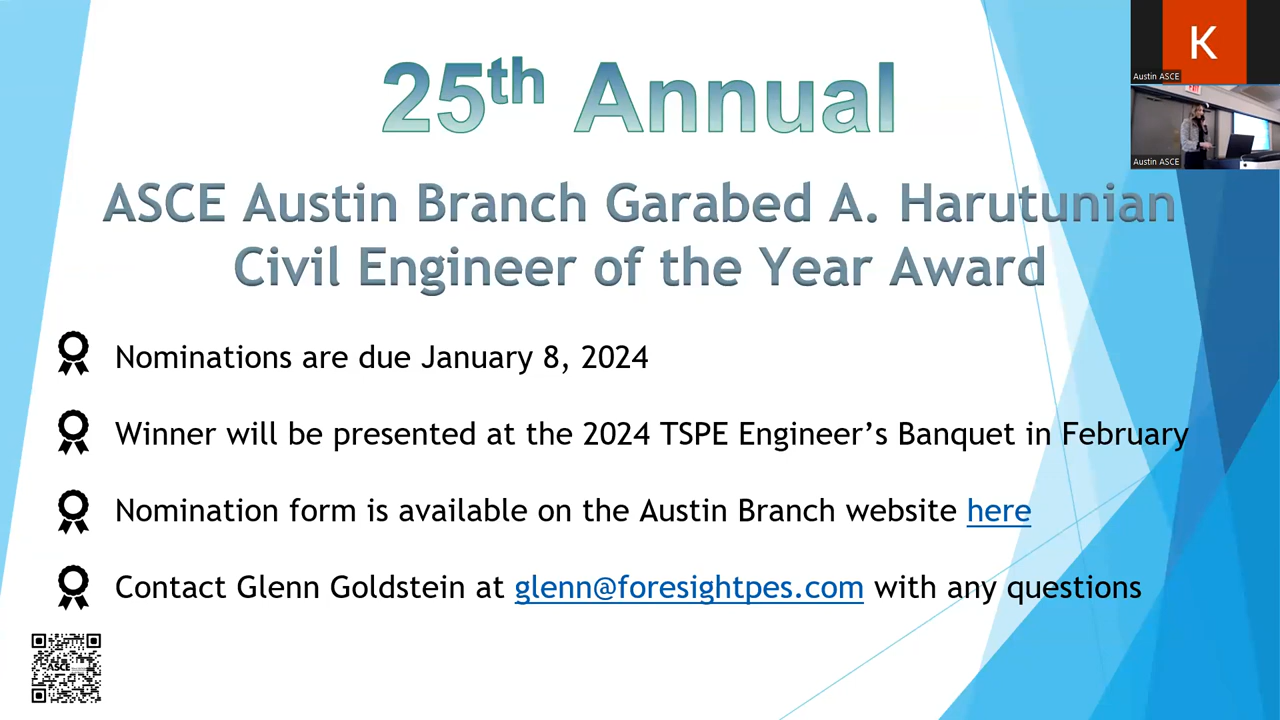 25th Annual
ASCE Austin Branch Garabed A. Harutunian
Civil Engineer of the Year Award
Nominations are due January 8, 2024
Winner will be presented at the 2024 TSPE Engineer’s Banquet in February
Nomination form is available on the Austin Branch website here
Contact Glenn Goldstein at glenn@foresightpes.com with any questions
ASCE
K
Austin ASCE
EXIT
Austin ASCE